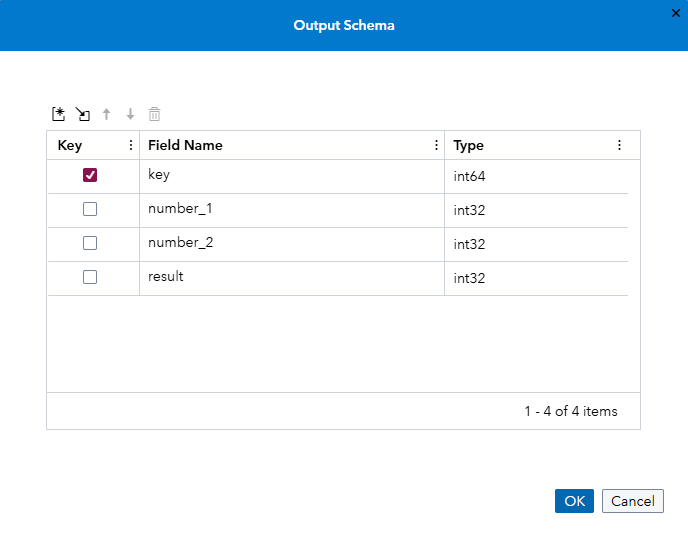 Output Schema
Key Field Name Type
key int64
number_1 int32
number_2 int32
result int32
1 - 4 of 4 items
OK Cancel